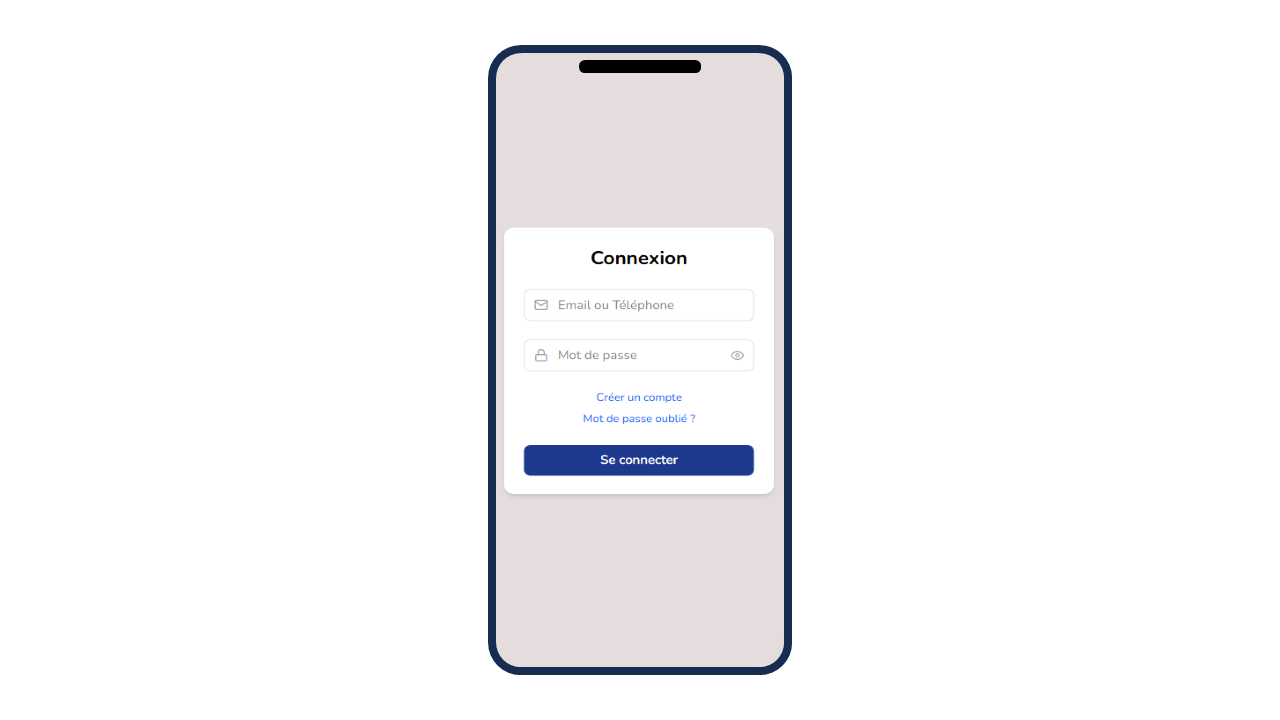 Connexion
Email ou Téléphone
Mot de passe
Créer un compte
Mot de passe oublié ?
Se connecter